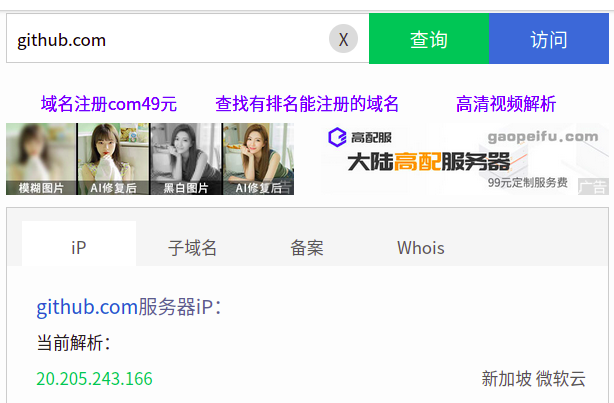 github.com X 查询 访问
域名注册com49元 查找有排名能注册的域名 高清视频解析
高配服 gaopeifu.com
大陆高配服务器
99元定制服务费 广告
模糊图片 AI修复后 黑白图片 AI修复后 广告
iP 子域名 备案 Whois
github.com服务器iP：
当前解析：
20.205.243.166 新加坡 微软云